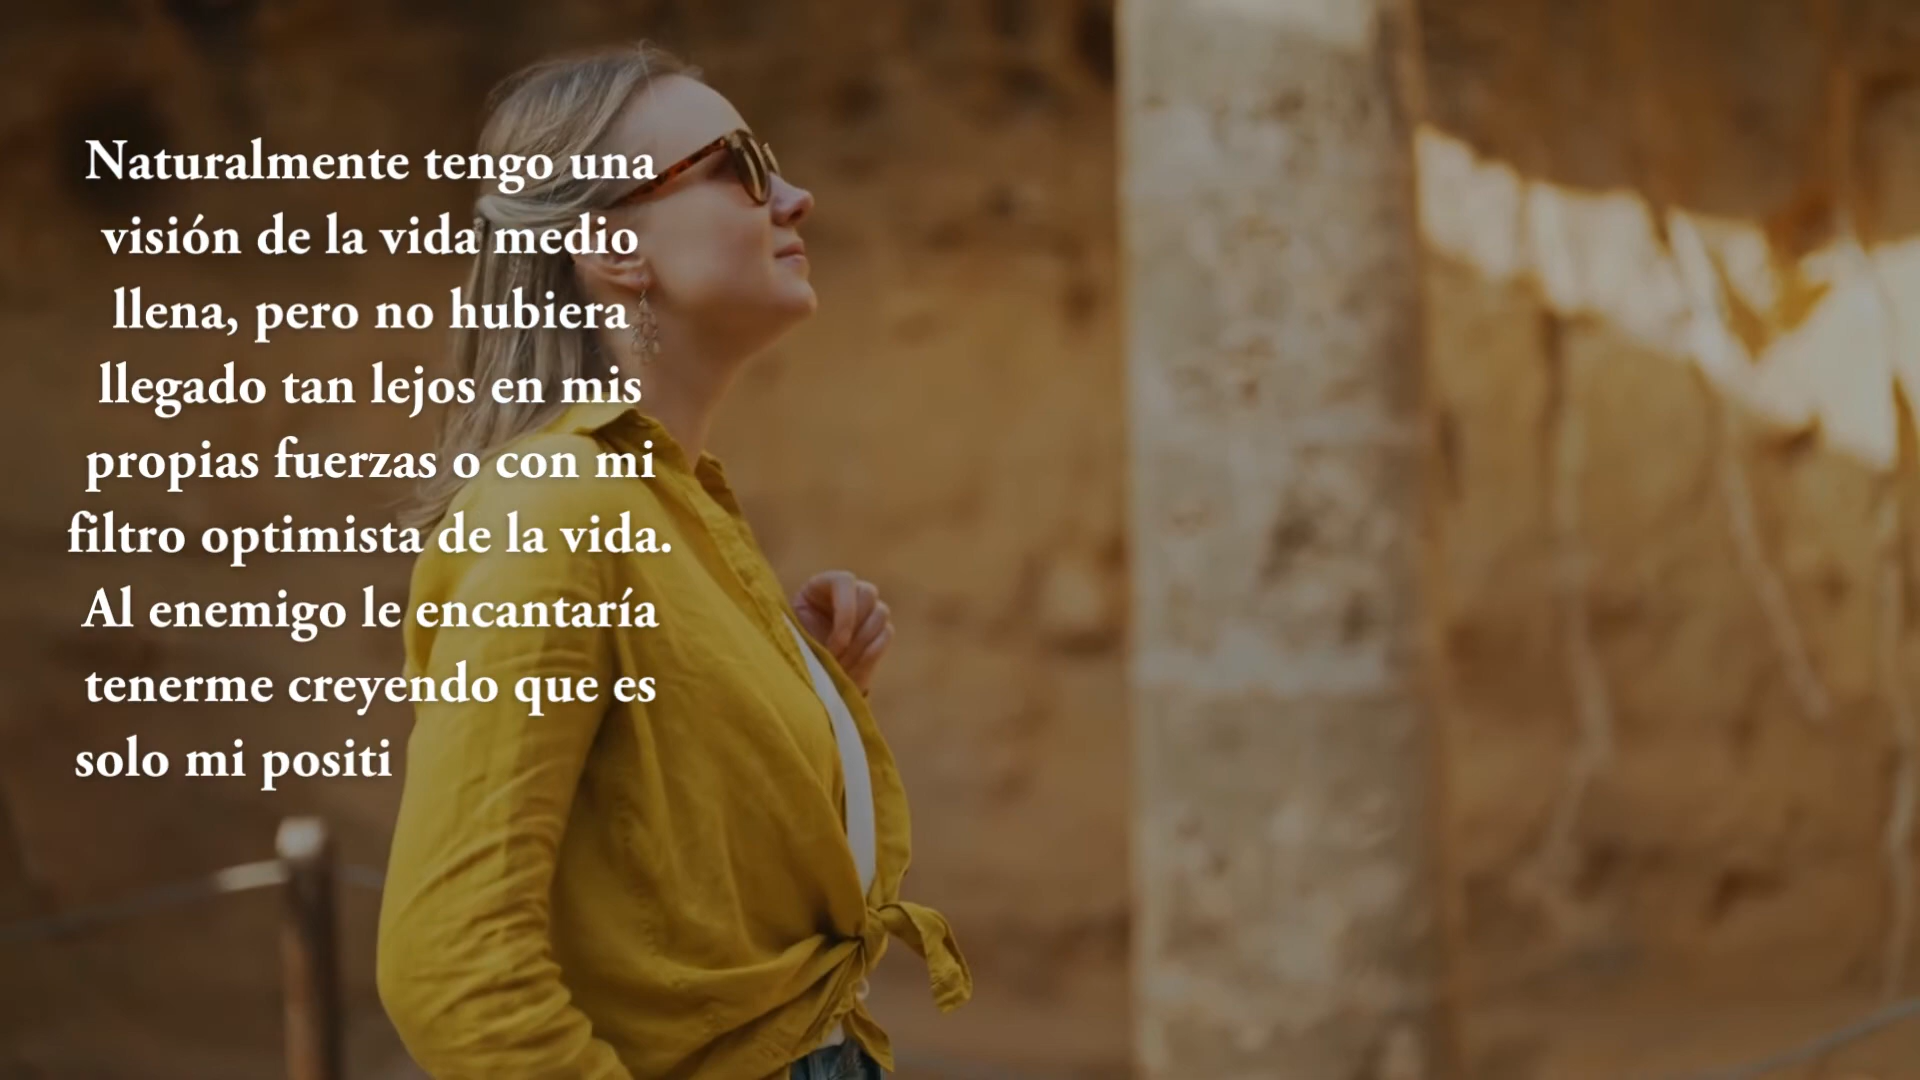 Naturalmente tengo una
visión de la vida medio
llena, pero no hubiera
llegado tan lejos en mis
propias fuerzas o con mi
filtro optimista de la vida.
Al enemigo le encantaría
tenerme creyendo que es
solo mi positi